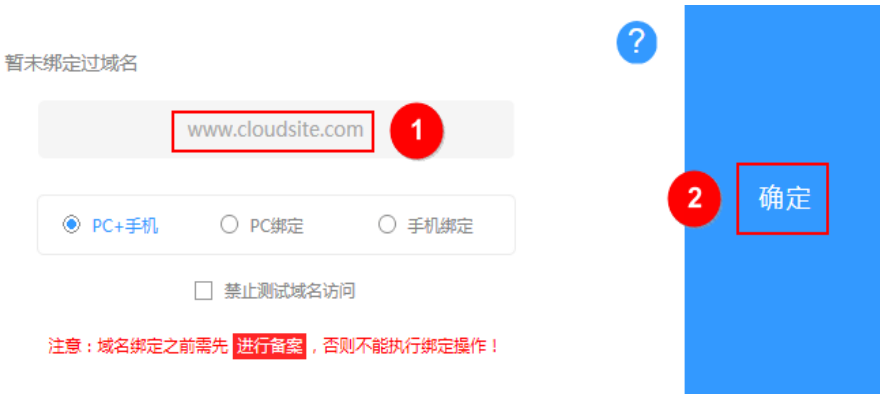 ?
暂未绑定过域名
www.cloudsite.com 1
2 确定
PC+手机 PC绑定 手机绑定
禁止测试域名访问
注意：域名绑定之前需先 进行备案 ，否则不能执行绑定操作！